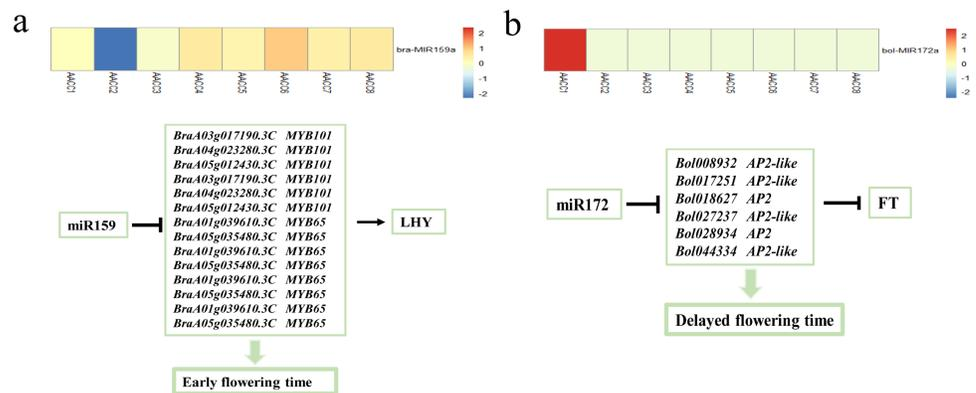 a
bra-MIR159a
2
1
0
-1
-2
AACC1
AACC2
AACC3
AACC4
AACC5
AACC6
AACC7
AACC8
miR159
BraA03g017190.3C MYB101
BraA04g023280.3C MYB101
BraA05g012430.3C MYB101
BraA03g017190.3C MYB101
BraA04g023280.3C MYB101
BraA05g012430.3C MYB101
BraA01g039610.3C MYB65
BraA05g035480.3C MYB65
BraA01g039610.3C MYB65
BraA05g035480.3C MYB65
BraA01g039610.3C MYB65
BraA05g035480.3C MYB65
BraA01g039610.3C MYB65
BraA05g035480.3C MYB65
LHY
Early flowering time
b
bol-MIR172a
2
1
0
-1
-2
AACC1
AACC2
AACC3
AACC4
AACC5
AACC6
AACC7
AACC8
miR172
Bol008932 AP2-like
Bol017251 AP2-like
Bol018627 AP2
Bol027237 AP2-like
Bol028934 AP2
Bol044334 AP2-like
FT
Delayed flowering time